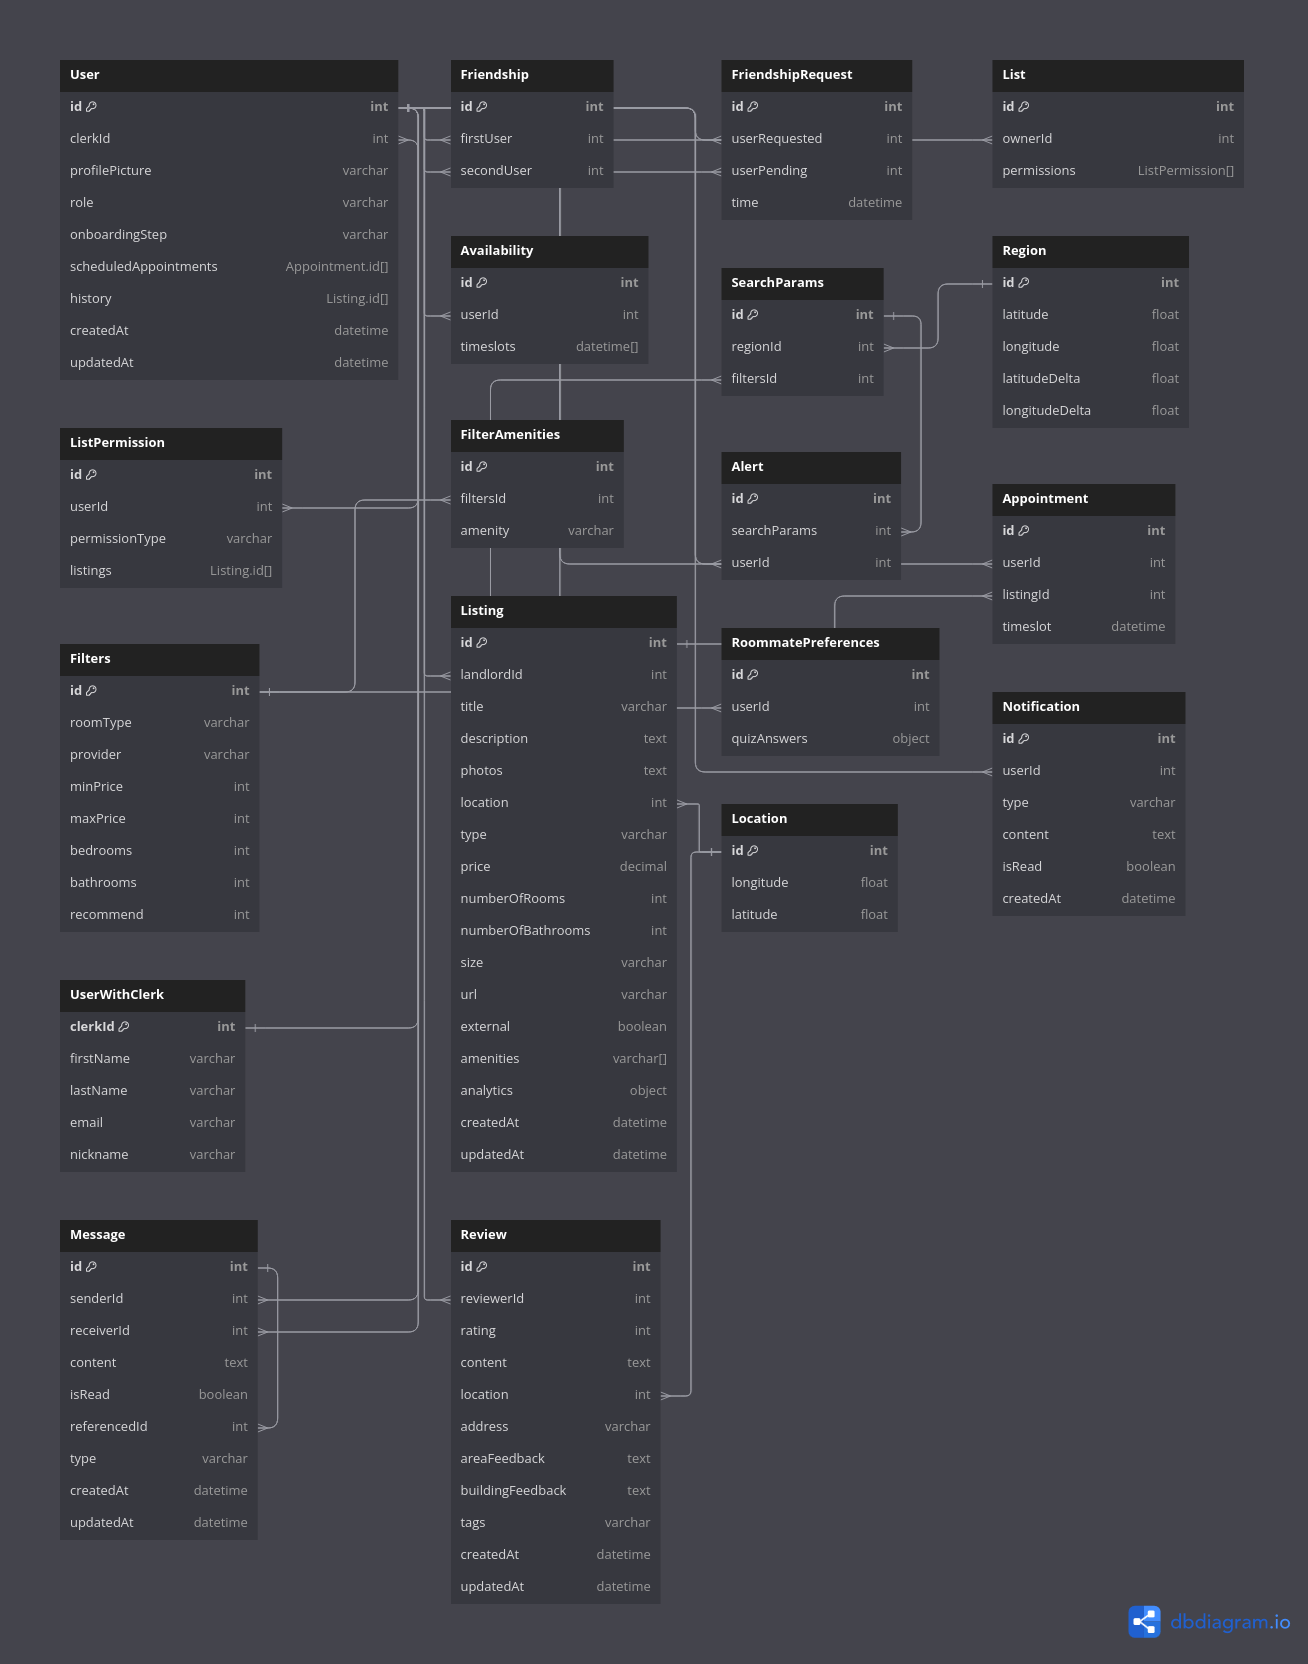 User
id int
clerkId int
profilePicture varchar
role varchar
onboardingStep varchar
scheduledAppointments Appointment.id[]
history Listing.id[]
createdAt datetime
updatedAt datetime
ListPermission
id int
userId int
permissionType varchar
listings Listing.id[]
Filters
id int
roomType varchar
provider varchar
minPrice int
maxPrice int
bedrooms int
bathrooms int
recommend int
UserWithClerk
clerkId int
firstName varchar
lastName varchar
email varchar
nickname varchar
Message
id int
senderId int
receiverId int
content text
isRead boolean
referencedId int
type varchar
createdAt datetime
updatedAt datetime
Friendship
id int
firstUser int
secondUser int
Availability
id int
userId int
timeslots datetime[]
FilterAmenities
id int
filtersId int
amenity varchar
Listing
id int
landlordId int
title varchar
description text
photos text
location int
type varchar
price decimal
numberOfRooms int
numberOfBathrooms int
size varchar
url varchar
external boolean
amenities varchar[]
analytics object
createdAt datetime
updatedAt datetime
Review
id int
reviewerId int
rating int
content text
location int
address varchar
areaFeedback text
buildingFeedback text
tags varchar
createdAt datetime
updatedAt datetime
FriendshipRequest
id int
userRequested int
userPending int
time datetime
SearchParams
id int
regionId int
filtersId int
Alert
id int
searchParams int
userId int
RoommatePreferences
id int
userId int
quizAnswers object
Location
id int
longitude float
latitude float
List
id int
ownerId int
permissions ListPermission[]
Region
id int
latitude float
longitude float
latitudeDelta float
longitudeDelta float
Appointment
id int
userId int
listingId int
timeslot datetime
Notification
id int
userId int
type varchar
content text
isRead boolean
createdAt datetime
dbdiagram.io